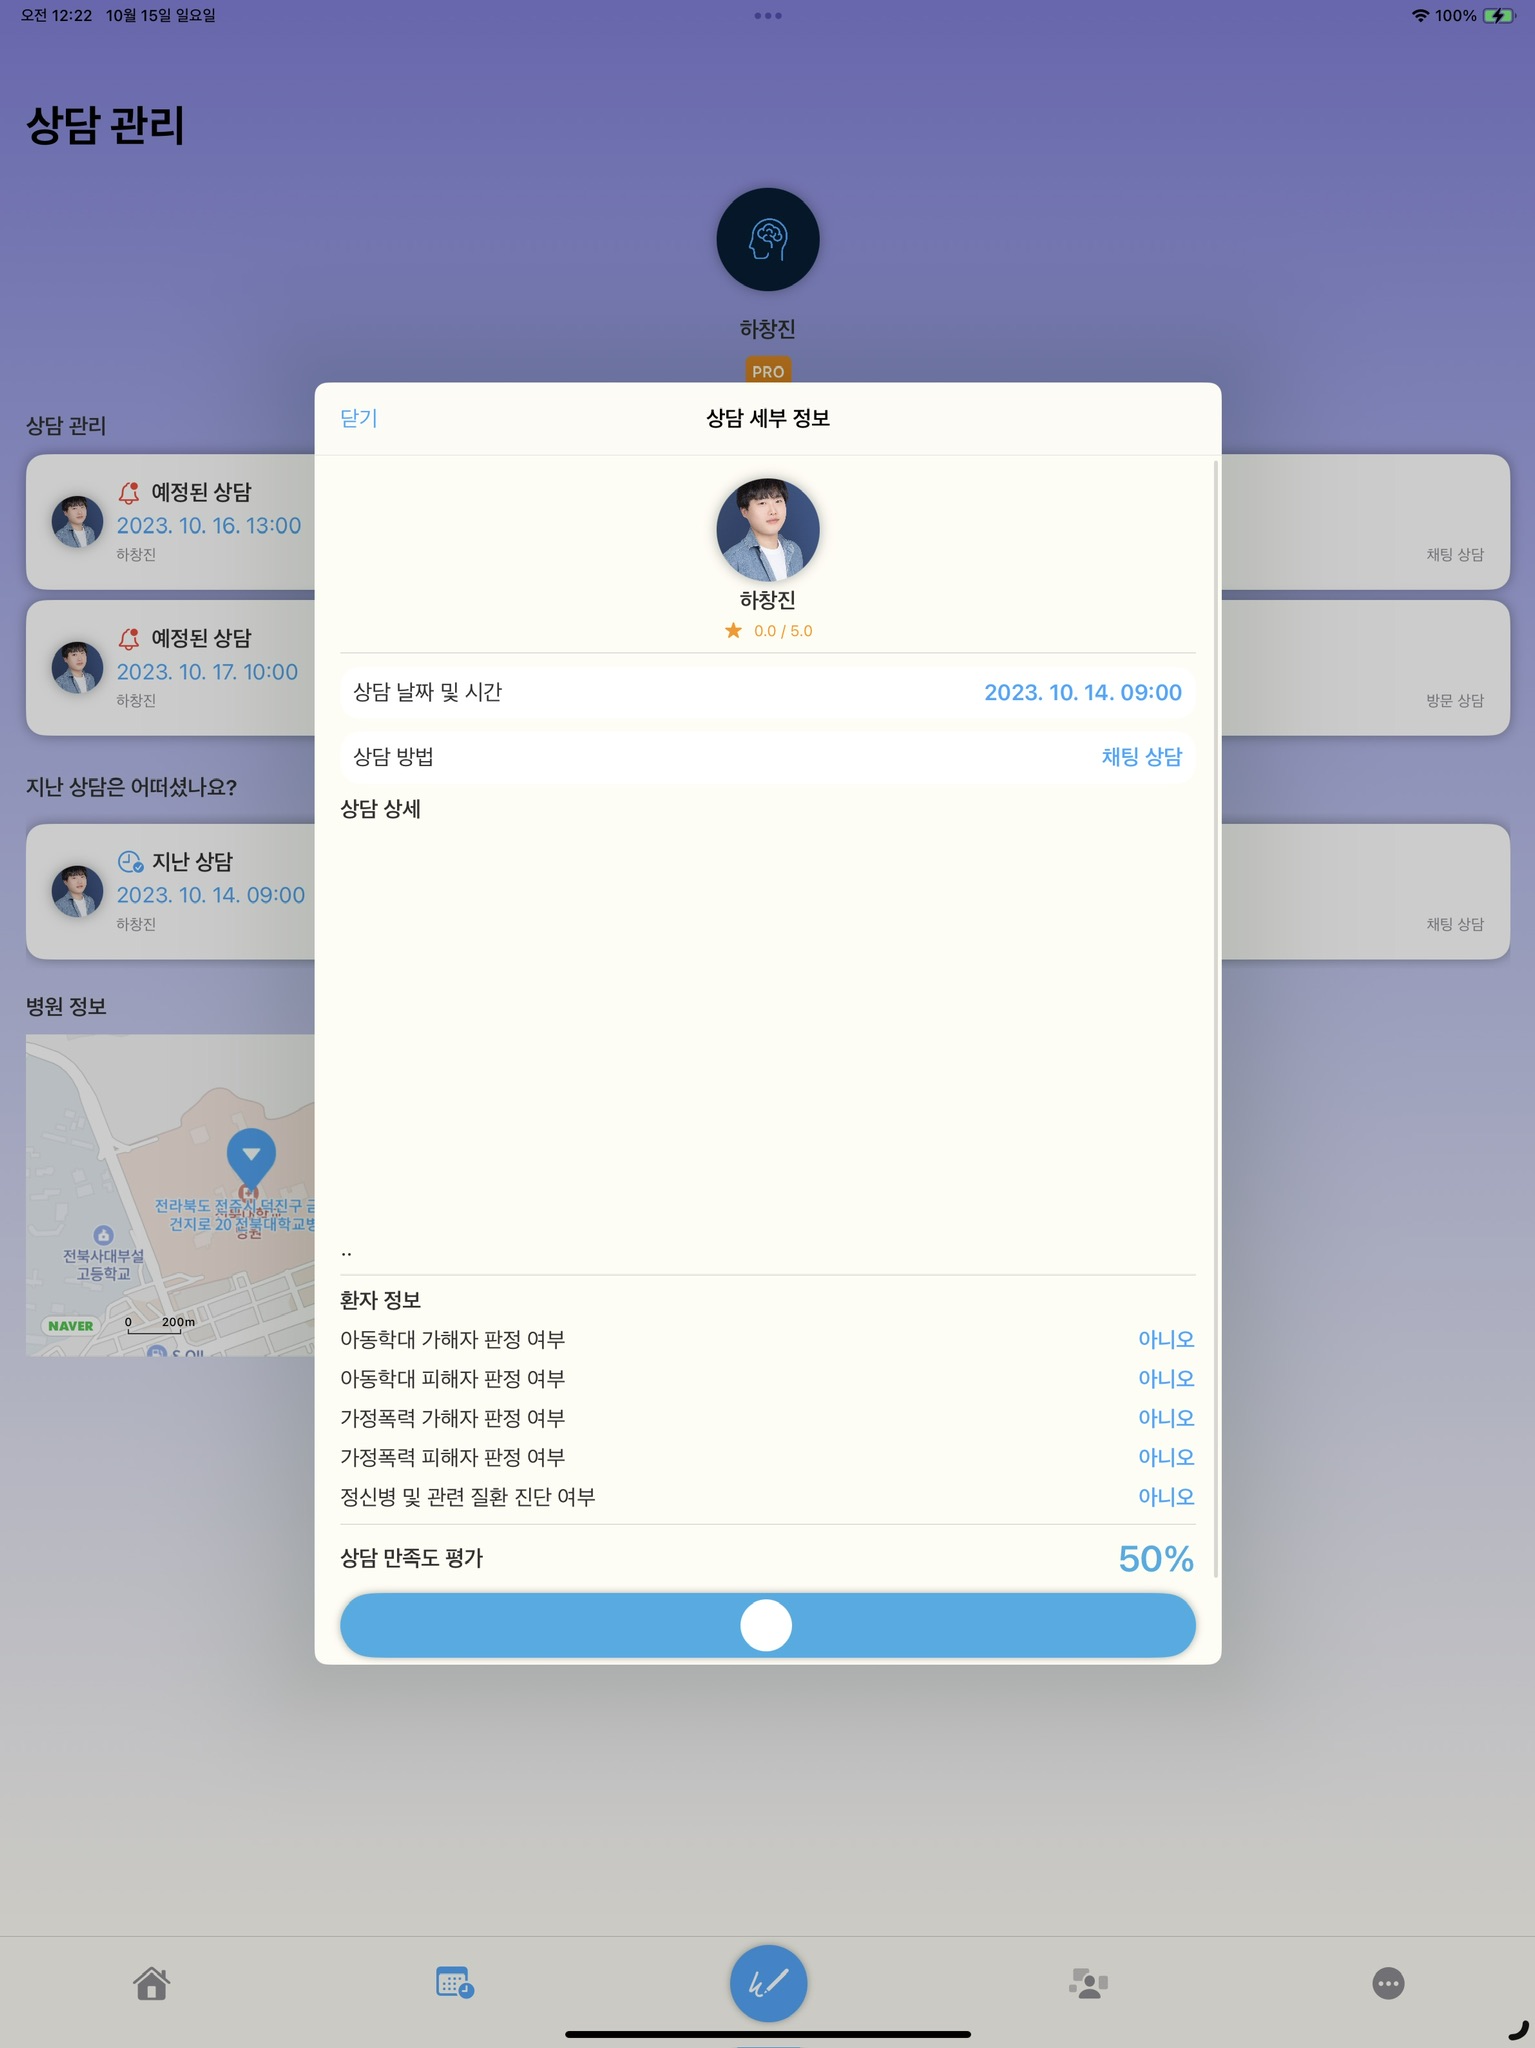 오전 12:22 10월 15일 일요일
100%
상담 관리
하창진
PRO
상담 관리
예정된 상담
2023. 10. 16. 13:00
하창진
채팅 상담
예정된 상담
2023. 10. 17. 10:00
하창진
방문 상담
지난 상담은 어떠셨나요?
지난 상담
2023. 10. 14. 09:00
하창진
채팅 상담
병원 정보
전라북도 전주시 덕진구
건지로 20 전북대학교병
병원
전북사대부설
고등학교
NAVER
0 200m
닫기
상담 세부 정보
하창진
0.0 / 5.0
상담 날짜 및 시간 2023. 10. 14. 09:00
상담 방법 채팅 상담
상담 상세
..
환자 정보
아동학대 가해자 판정 여부 아니오
아동학대 피해자 판정 여부 아니오
가정폭력 가해자 판정 여부 아니오
가정폭력 피해자 판정 여부 아니오
정신병 및 관련 질환 진단 여부 아니오
상담 만족도 평가 50%